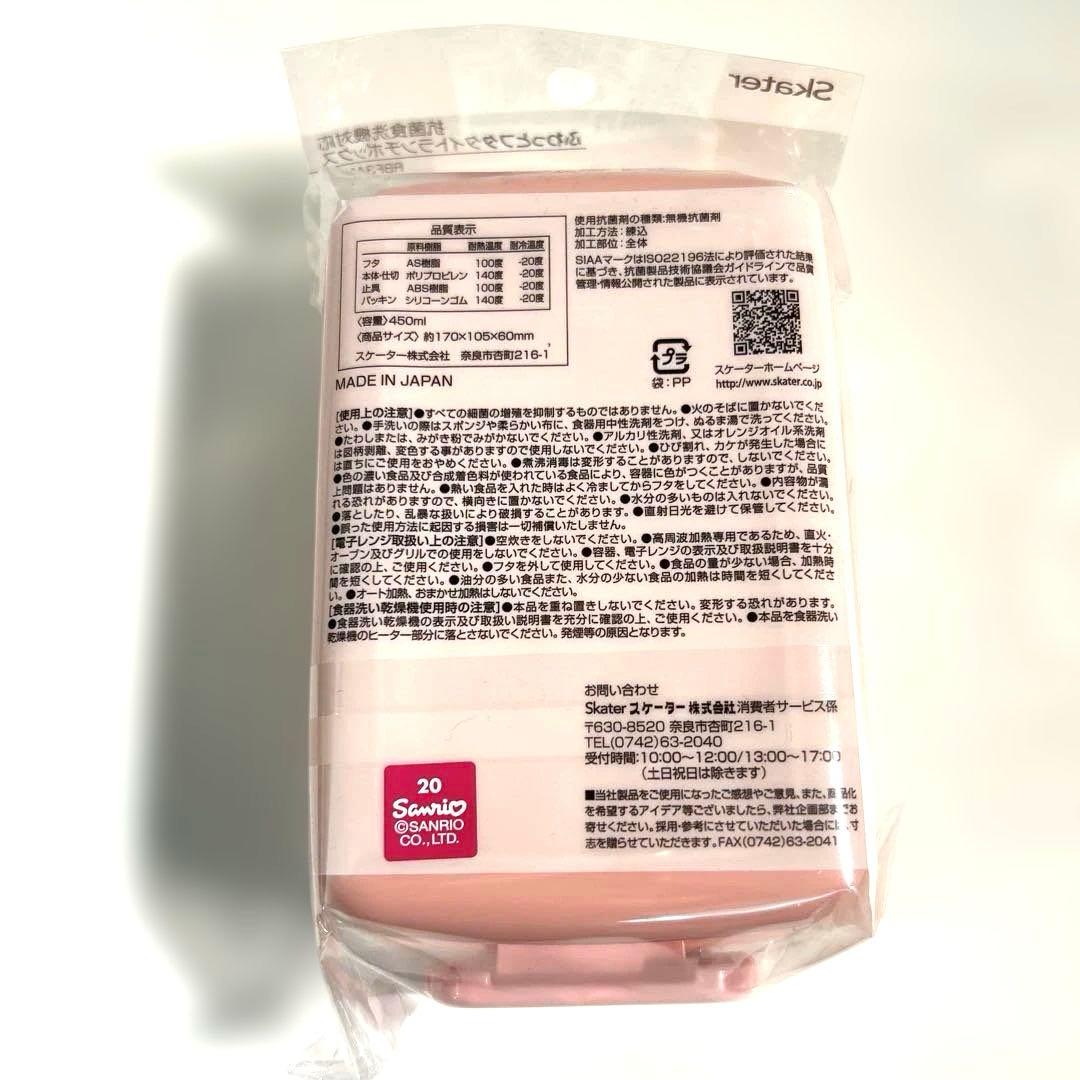 Skater
抗菌食洗機対応
ふわっとフタタイトランチボックス
品質表示
原料樹脂 耐熱温度 耐冷温度
フタ AS樹脂 100度 -20度
本体・仕切 ポリプロピレン 140度 -20度
止具 ABS樹脂 100度 -20度
パッキン シリコーンゴム 140度 -20度
〈容量〉450ml
〈商品サイズ〉約170×105×60mm
スケーター株式会社 奈良市杏町216-1
MADE IN JAPAN
使用抗菌剤の種類:無機抗菌剤
加工方法:練込
加工部位:全体
SIAAマークはISO22196法により評価された結果
に基づき、抗菌製品技術協議会ガイドラインで品質
管理・情報公開された製品に表示されています。
プラ
袋:PP
スケーターホームページ
http://www.skater.co.jp
[使用上の注意]●すべての細菌の増殖を抑制するものではありません。●火のそばに置かないでくだ
さい。●手洗いの際はスポンジや柔らかい布に、食器用中性洗剤をつけ、ぬるま湯で洗ってください。
●たわしまたは、みがき粉でみがかないでください。●アルカリ性洗剤、又はオレンジオイル系洗剤
は図柄剥離、変色する事がありますので使用しないでください。●ひび割れ、カケが発生した場合に
は直ちにご使用をおやめください。●煮沸消毒は変形することがありますので、しないでください。
●色の濃い食品及び合成着色料が使われている食品により、容器に色がつくことがありますが、品質
上問題はありません。●熱い食品を入れた時はよく冷ましてからフタをしてください。●内容物が漏
れる恐れがありますので、横向きに置かないでください。●水分の多いものは入れないでください。
●落としたり、乱暴な扱いにより破損することがあります。●直射日光を避けて保管してください。
●誤った使用方法に起因する損害は一切補償いたしません。
[電子レンジ取扱い上の注意]●空炊きをしないでください。●高周波加熱専用であるため、直火・
オーブン及びグリルでの使用をしないでください。●容器、電子レンジの表示及び取扱説明書を十分
に確認の上、ご使用ください。●フタを外して使用してください。●食品の量が少ない場合、加熱時
間を短くしてください。●油分の多い食品また、水分の少ない食品の加熱は時間を短くしてくださ
い。●オート加熱、おまかせ加熱はしないでください。
[食器洗い乾燥機使用時の注意]●本品を重ね置きしないでください。変形する恐れがあります。
●食器洗い乾燥機の表示及び取扱い説明書を充分に確認の上、ご使用ください。●本品を食器洗い
乾燥機のヒーター部分に落とさないでください。発煙等の原因となります。
お問い合わせ
Skater スケーター株式会社消費者サービス係
〒630-8520 奈良市杏町216-1
TEL(0742)63-2040
受付時間:10:00〜12:00/13:00〜17:00
(土日祝日は除きます)
■当社製品をご使用になったご感想やご意見、また、商品化
を希望するアイデア等ございましたら、弊社企画部までお
寄せください。採用・参考にさせていただいた場合には、寸
志を贈らせていただきます。FAX(0742)63-2041
20
Sanrio
©SANRIO
CO.,LTD.